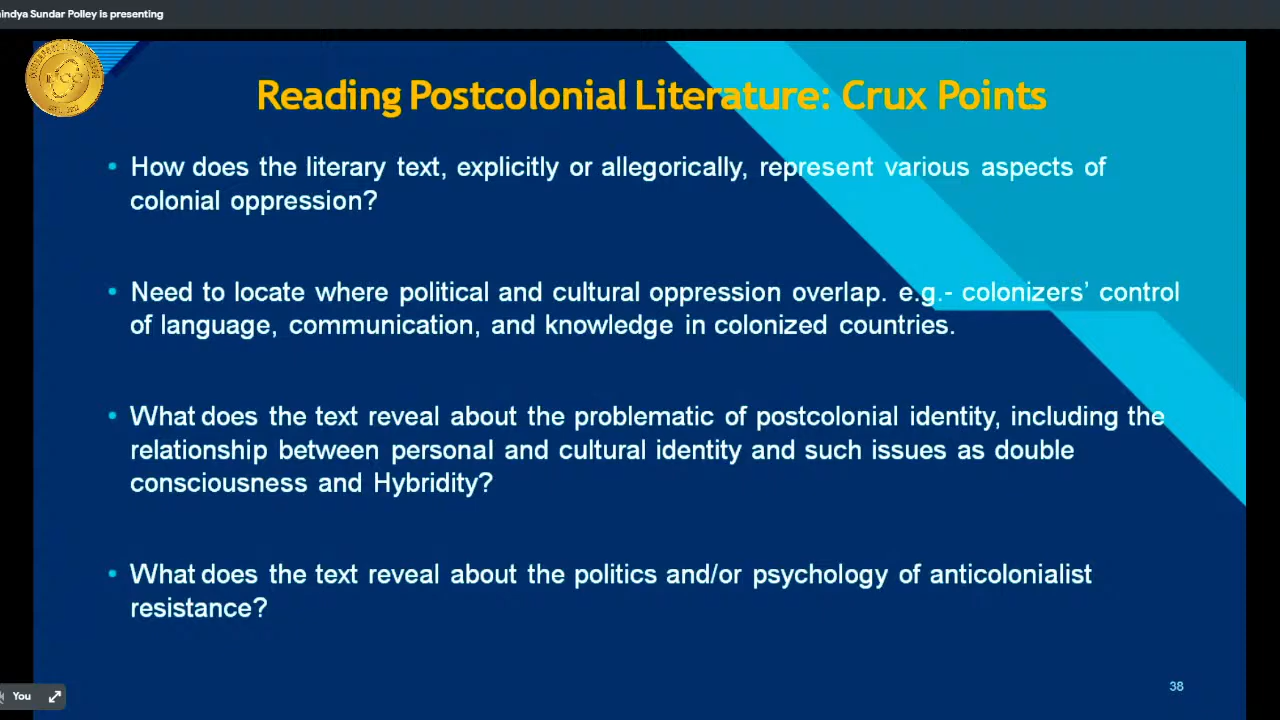 indya Sundar Polley is presenting
Reading Postcolonial Literature: Crux Points
• How does the literary text, explicitly or allegorically, represent various aspects of
colonial oppression?
• Need to locate where political and cultural oppression overlap. e.g.- colonizers’ control
of language, communication, and knowledge in colonized countries.
• What does the text reveal about the problematic of postcolonial identity, including the
relationship between personal and cultural identity and such issues as double
consciousness and Hybridity?
• What does the text reveal about the politics and/or psychology of anticolonialist
resistance?
38
You